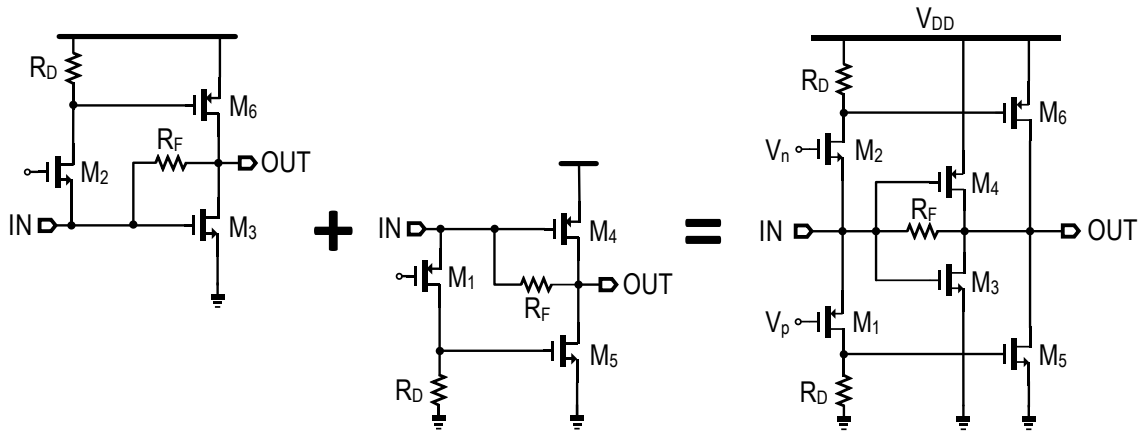 R_D
M_6
R_F
OUT
M_2
IN
M_3
+
IN
M_4
M_1
R_F
OUT
M_5
R_D
=
V_DD
R_D
M_6
V_n
M_2
M_4
R_F
IN
OUT
M_3
V_p
M_1
M_5
R_D